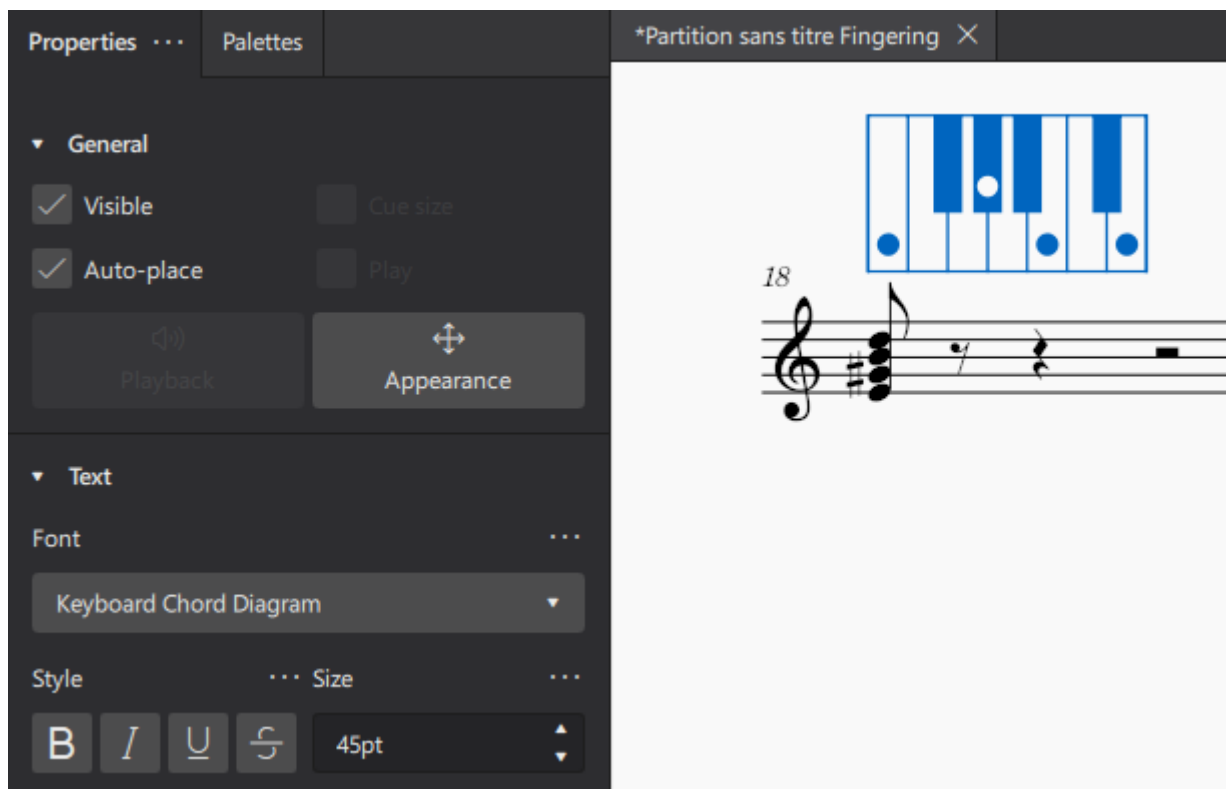 Properties ···
Palettes
*Partition sans titre Fingering ×
General
Visible
Cue size
Auto-place
Play
Playback
Appearance
18
Text
Font
Keyboard Chord Diagram
Style
Size
B I U S
45pt